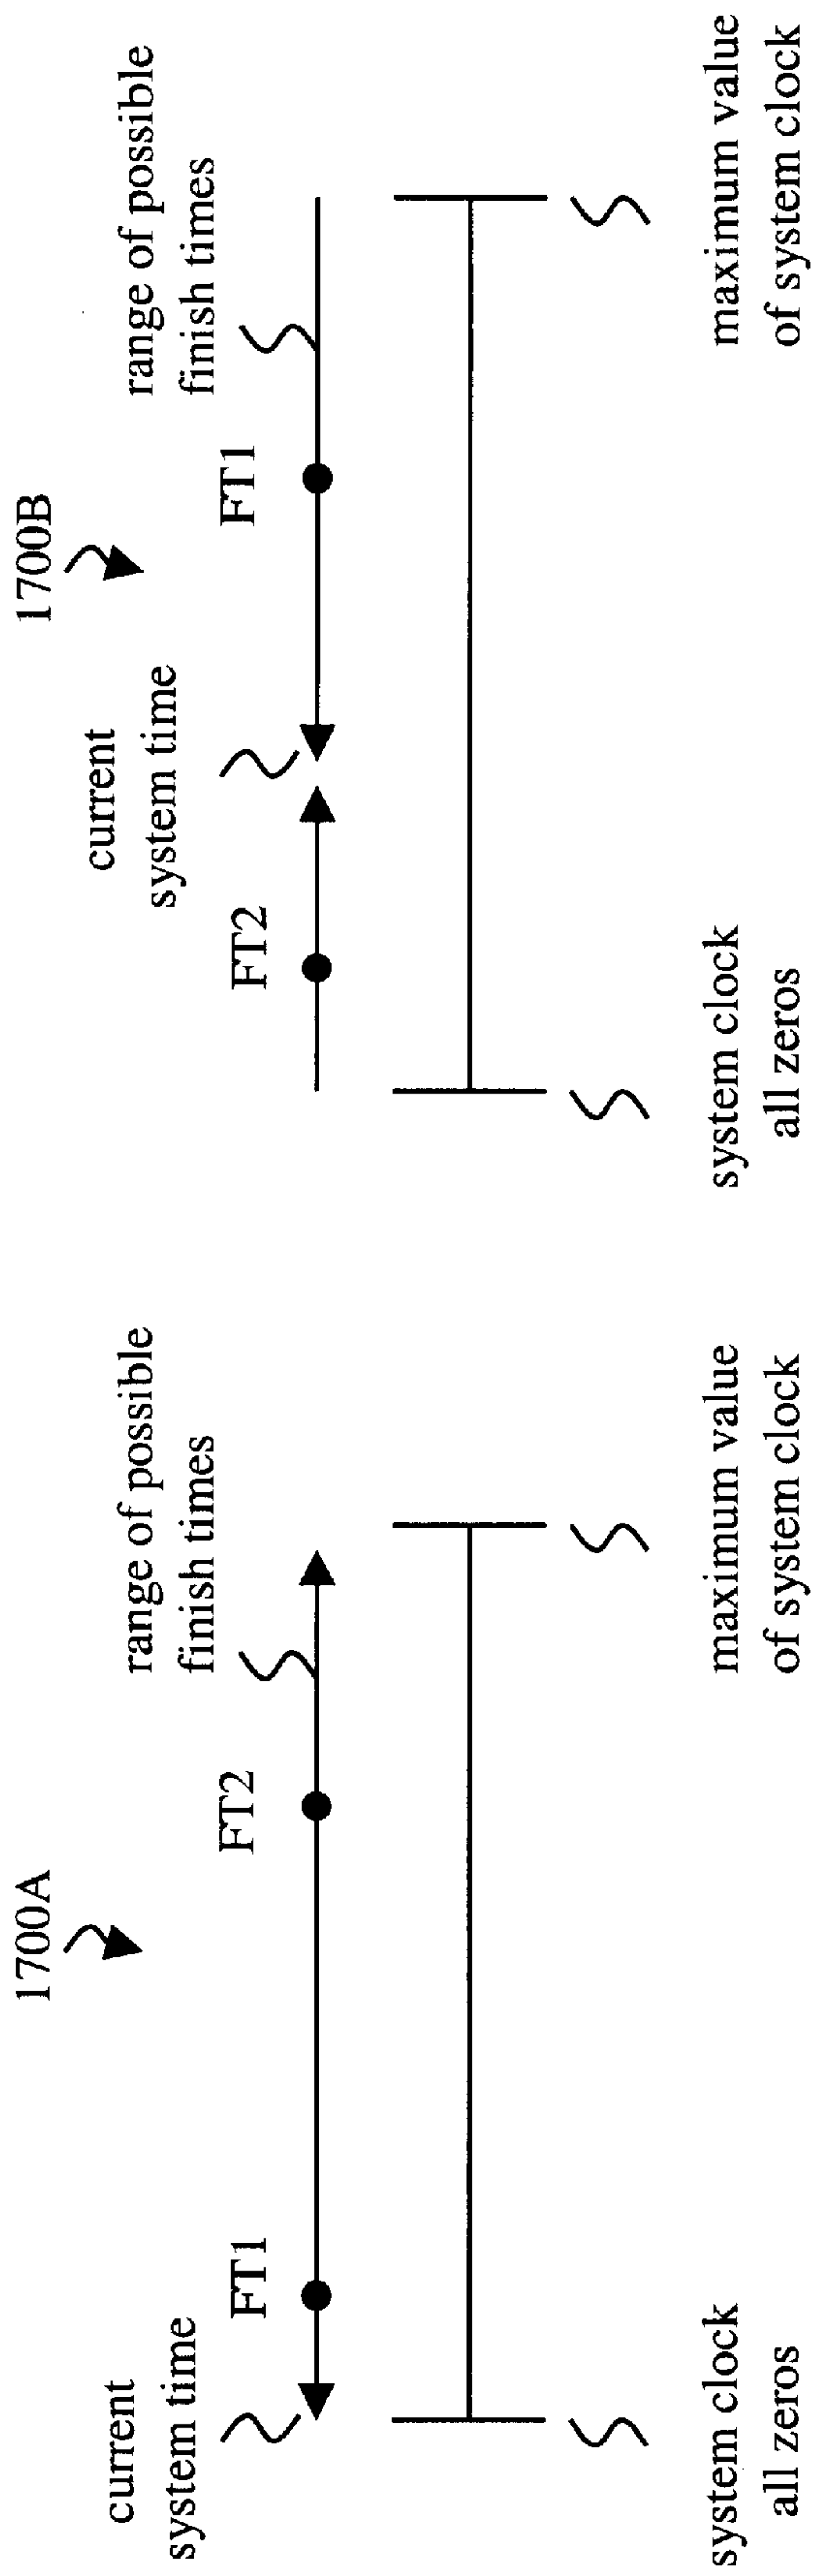 1700A
current
system time
FT1
FT2
range of possible
finish times
system clock
all zeros
maximum value
of system clock
1700B
current
system time
FT2
FT1
range of possible
finish times
system clock
all zeros
maximum value
of system clock